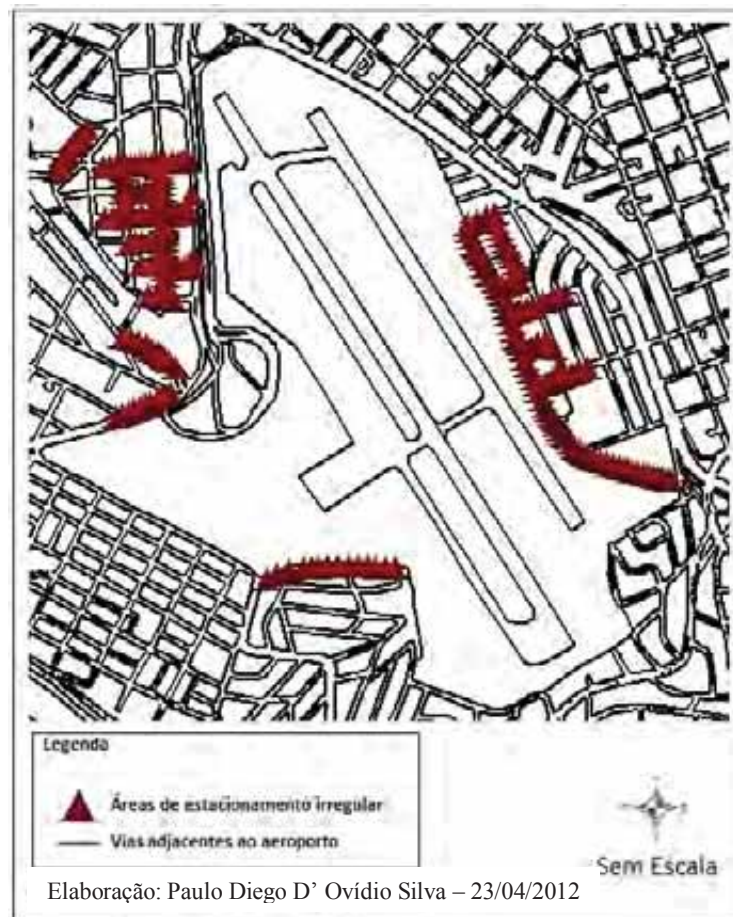 Legenda
Áreas de estacionamento irregular
Vias adjacentes ao aeroporto
Sem Escala
Elaboração: Paulo Diego D’ Ovídio Silva – 23/04/2012